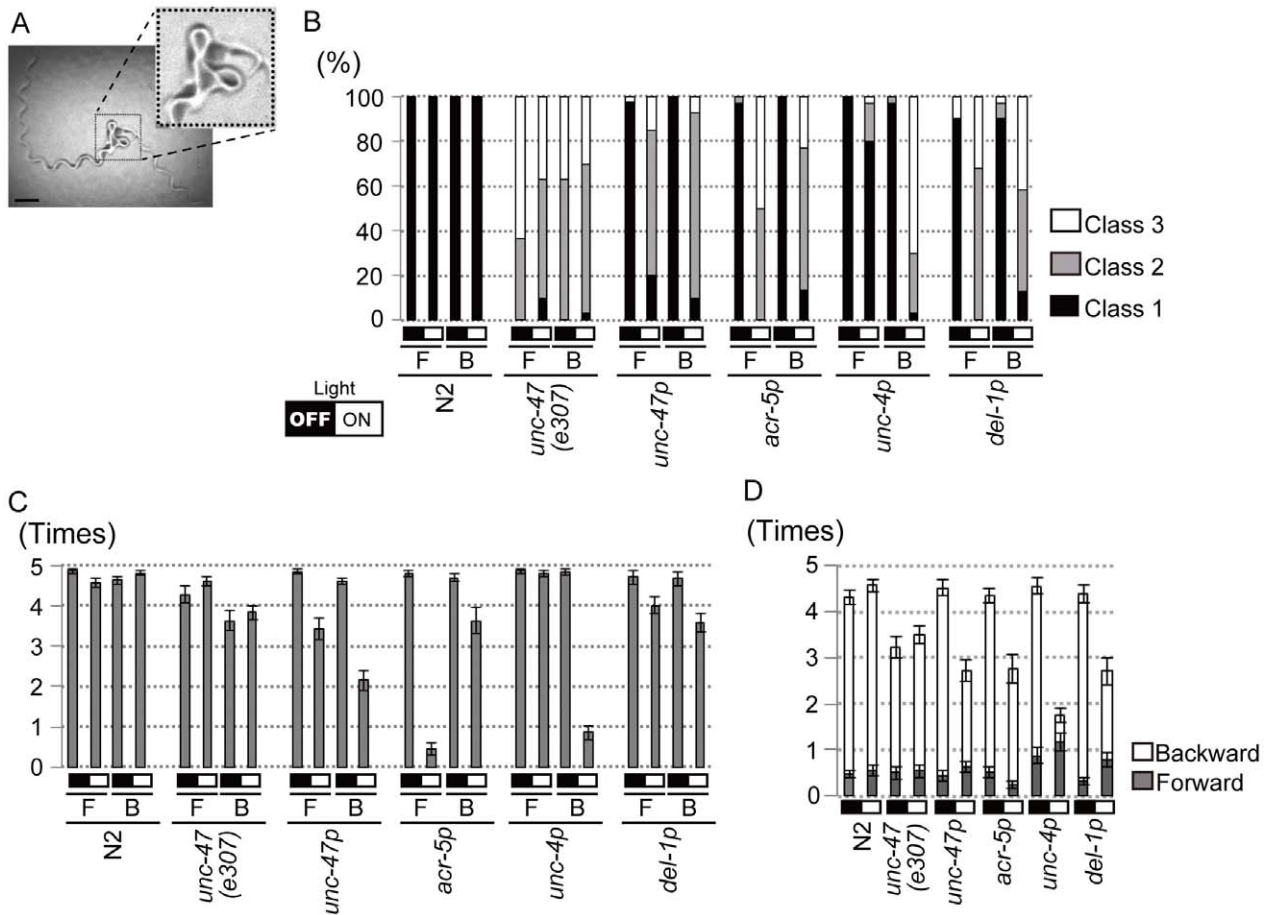 A
B
(%)
100
80
60
40
20
0
F B F B F B F B F B F B
N2
unc-47
(e307)
unc-47p
acr-5p
unc-4p
del-1p
Light
OFF ON
Class 3
Class 2
Class 1
C
(Times)
5
4
3
2
1
0
F B F B F B F B F B F B
N2
unc-47
(e307)
unc-47p
acr-5p
unc-4p
del-1p
D
(Times)
5
4
3
2
1
0
N2
unc-47
(e307)
unc-47p
acr-5p
unc-4p
del-1p
Backward
Forward